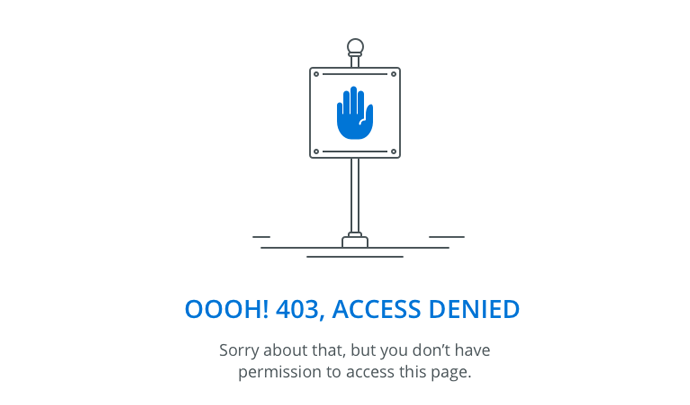 OOOH! 403, ACCESS DENIED
Sorry about that, but you don’t have
permission to access this page.